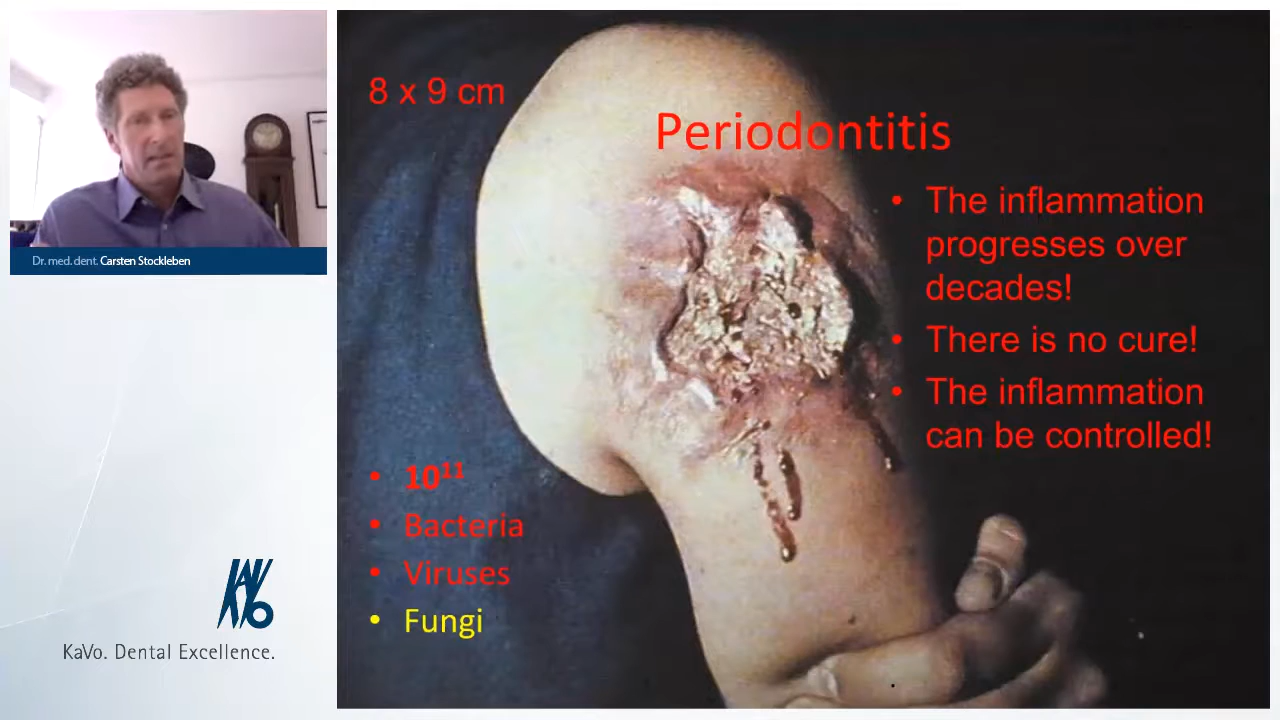 Dr. med. dent. Carsten Stockleben
8 x 9 cm
Periodontitis
• The inflammation
progresses over
decades!
• There is no cure!
• The inflammation
can be controlled!
• 10¹¹
• Bacteria
• Viruses
• Fungi
KAVO
KaVo. Dental Excellence.